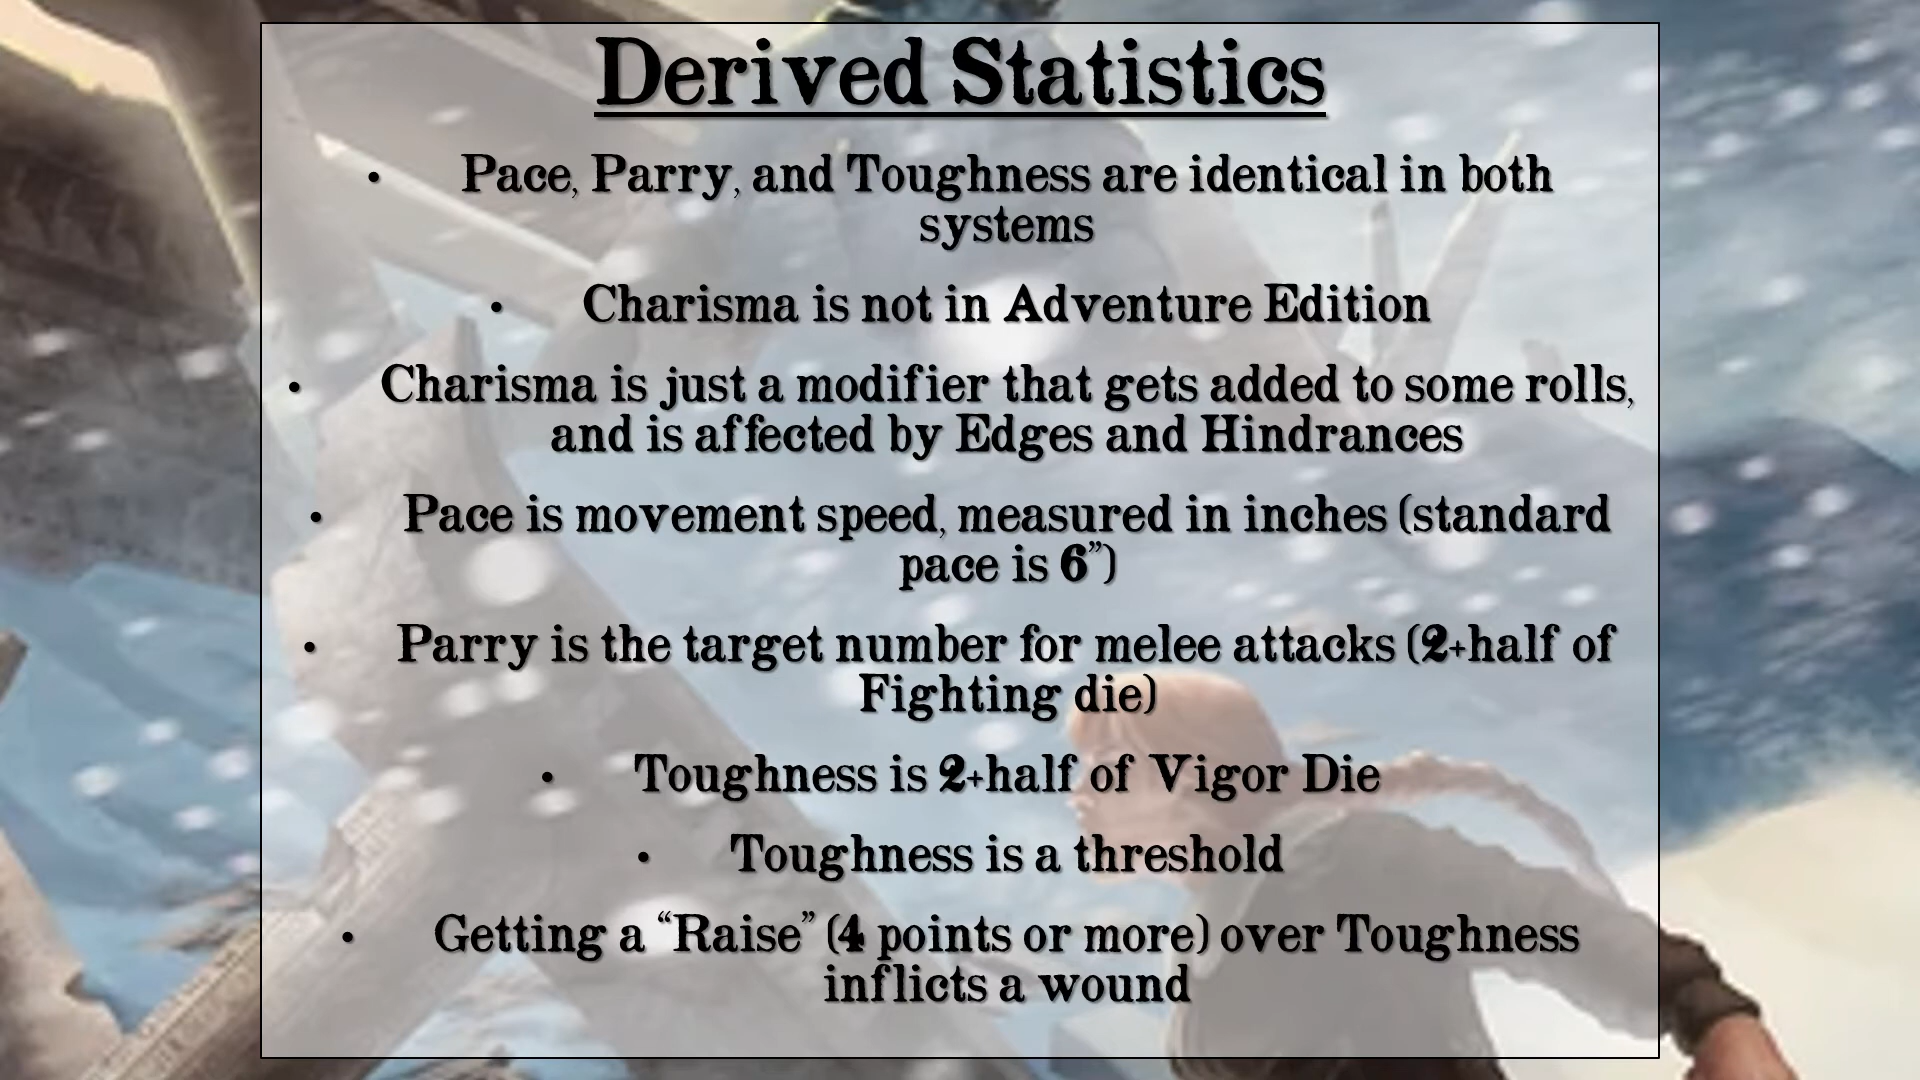 Derived Statistics
• Pace, Parry, and Toughness are identical in both
systems
• Charisma is not in Adventure Edition
• Charisma is just a modifier that gets added to some rolls,
and is affected by Edges and Hindrances
• Pace is movement speed, measured in inches (standard
pace is 6”)
• Parry is the target number for melee attacks (2+half of
Fighting die)
• Toughness is 2+half of Vigor Die
• Toughness is a threshold
• Getting a “Raise” (4 points or more) over Toughness
inflicts a wound